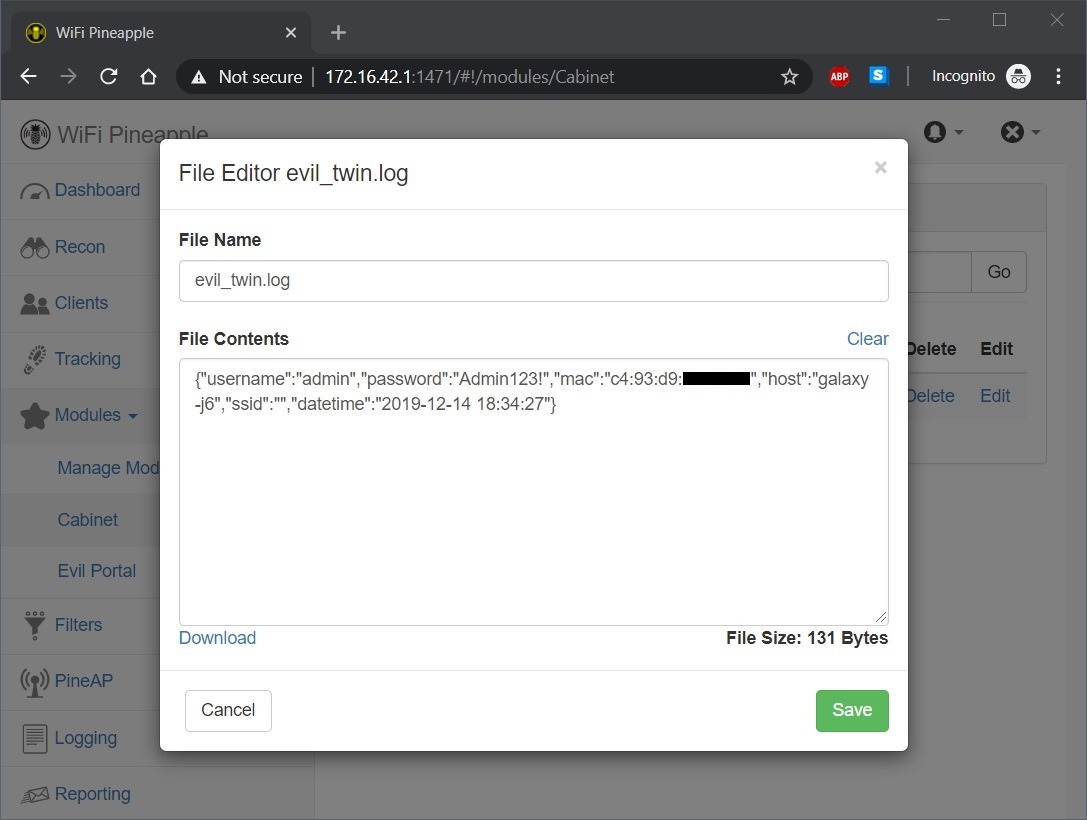 WiFi Pineapple
Not secure | 172.16.42.1:1471/#!/modules/Cabinet
ABP
S
Incognito
WiFi Pineapple
File Editor evil_twin.log
×
Dashboard
Recon
Clients
Tracking
Modules
Manage Mod
Cabinet
Evil Portal
Filters
PineAP
Logging
Reporting
File Name
evil_twin.log
File Contents
Clear
{"username":"admin","password":"Admin123!","mac":"c4:93:d9: ","host":"galaxy
-j6","ssid":"","datetime":"2019-12-14 18:34:27"}
Download
File Size: 131 Bytes
Cancel
Save
Go
Delete Edit
Delete Edit